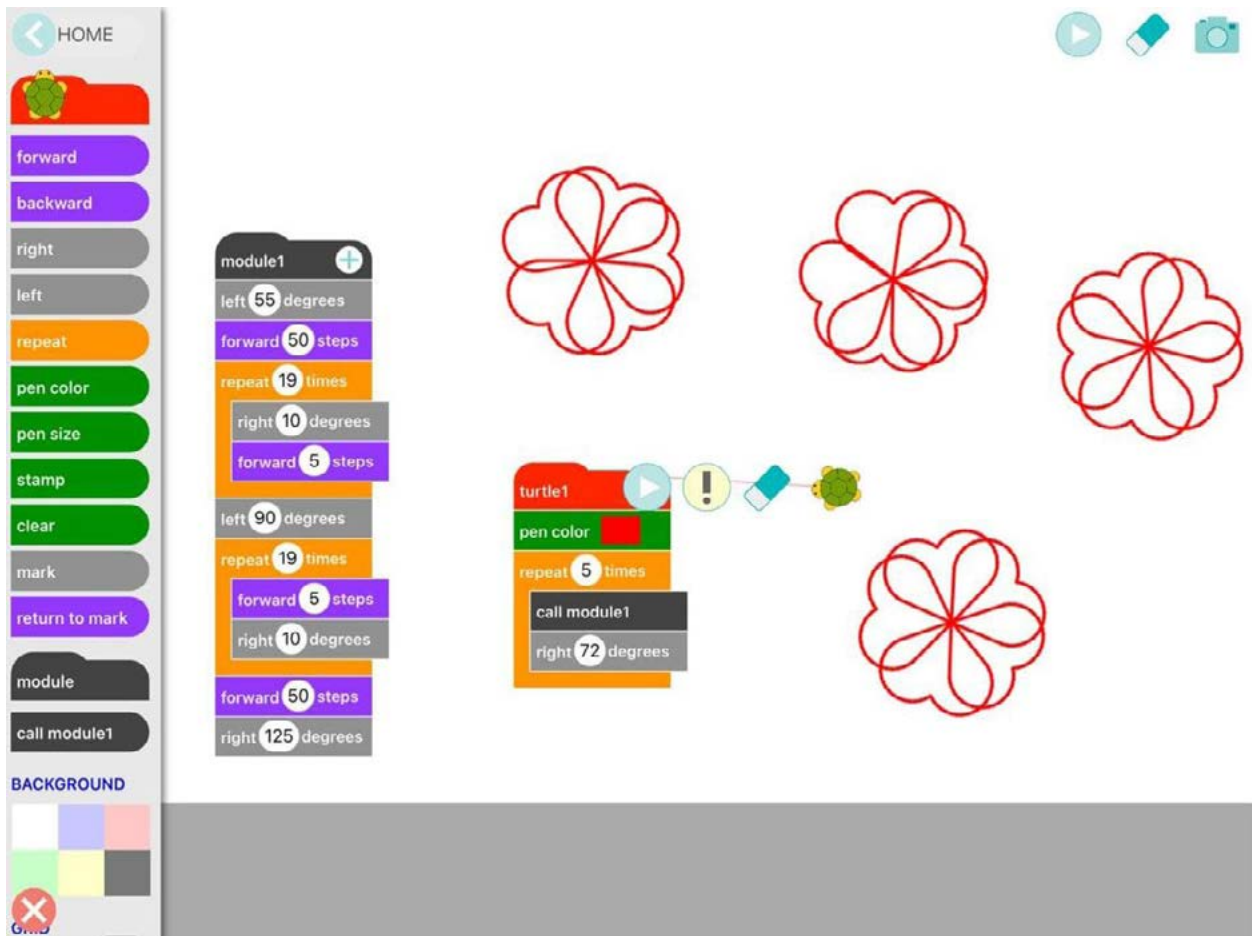 HOME
forward
backward
right
left
repeat
pen color
pen size
stamp
clear
mark
return to mark
module
call module1
BACKGROUND
GRID
module1
left 55 degrees
forward 50 steps
repeat 19 times
right 10 degrees
forward 5 steps
left 90 degrees
repeat 19 times
forward 5 steps
right 10 degrees
forward 50 steps
right 125 degrees
turtle1
!
pen color
repeat 5 times
call module1
right 72 degrees